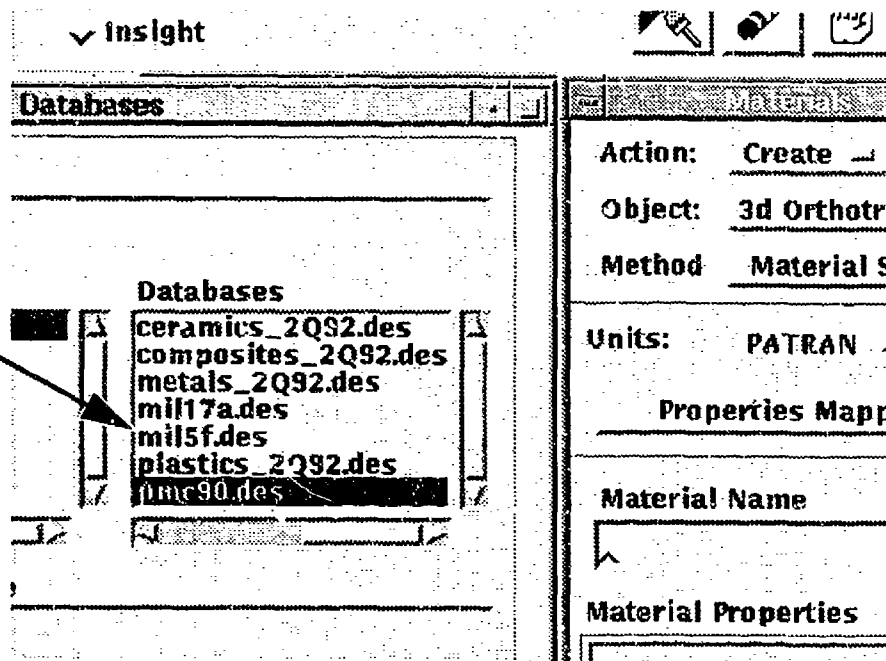 insight
Databases
Materials
Action: Create
Object: 3d Orthotr
Method Material S
Databases
ceramics_2Q92.des
composites_2Q92.des
metals_2Q92.des
mil17a.des
mil5f.des
plastics_2Q92.des
pmc90.des
Units: PATRAN
Properties Mapp
Material Name
Material Properties